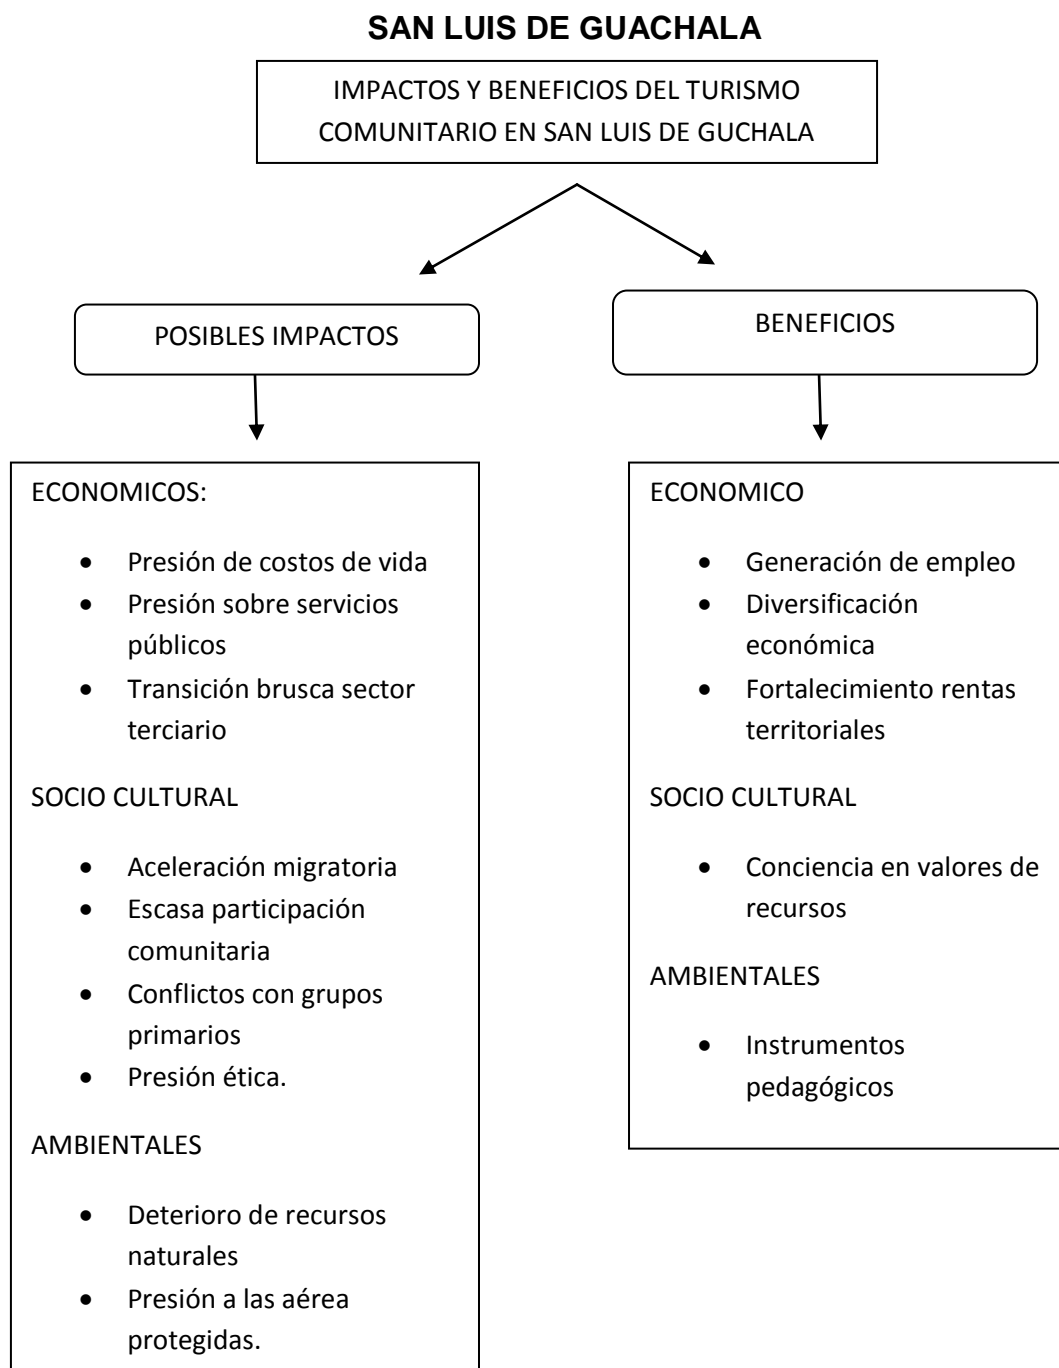 SAN LUIS DE GUACHALA
IMPACTOS Y BENEFICIOS DEL TURISMO
COMUNITARIO EN SAN LUIS DE GUCHALA
POSIBLES IMPACTOS
BENEFICIOS
ECONOMICOS:
• Presión de costos de vida
• Presión sobre servicios
públicos
• Transición brusca sector
terciario
SOCIO CULTURAL
• Aceleración migratoria
• Escasa participación
comunitaria
• Conflictos con grupos
primarios
• Presión ética.
AMBIENTALES
• Deterioro de recursos
naturales
• Presión a las aérea
protegidas.
ECONOMICO
• Generación de empleo
• Diversificación
económica
• Fortalecimiento rentas
territoriales
SOCIO CULTURAL
• Conciencia en valores de
recursos
AMBIENTALES
• Instrumentos
pedagógicos